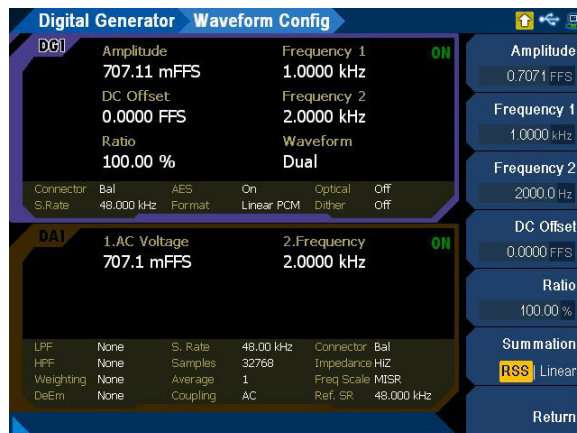 Digital Generator Waveform Config
DG1
Amplitude Frequency 1 ON
707.11 mFFS 1.0000 kHz
DC Offset Frequency 2
0.0000 FFS 2.0000 kHz
Ratio Waveform
100.00 % Dual
Connector Bal AES On Optical Off
S.Rate 48.000 kHz Format Linear PCM Dither Off
DA1
1.AC Voltage 2.Frequency ON
707.1 mFFS 2.0000 kHz
LPF None S. Rate 48.00 kHz Connector Bal
HPF None Samples 32768 Impedance HiZ
Weighting None Average 1 Freq Scale MISR
DeEm None Coupling AC Ref. SR 48.000 kHz
Amplitude
0.7071 FFS
Frequency 1
1.0000 kHz
Frequency 2
2000.0 Hz
DC Offset
0.0000 FFS
Ratio
100.00 %
Summation
RSS | Linear
Return